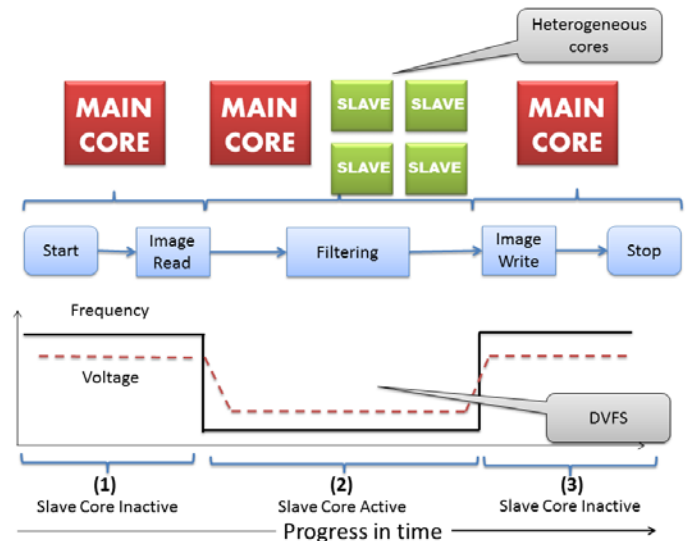 Heterogeneous
cores
MAIN
CORE
MAIN
CORE
SLAVE
SLAVE
SLAVE
SLAVE
MAIN
CORE
Start
Image
Read
Filtering
Image
Write
Stop
Frequency
Voltage
DVFS
(1)
Slave Core Inactive
(2)
Slave Core Active
(3)
Slave Core Inactive
Progress in time